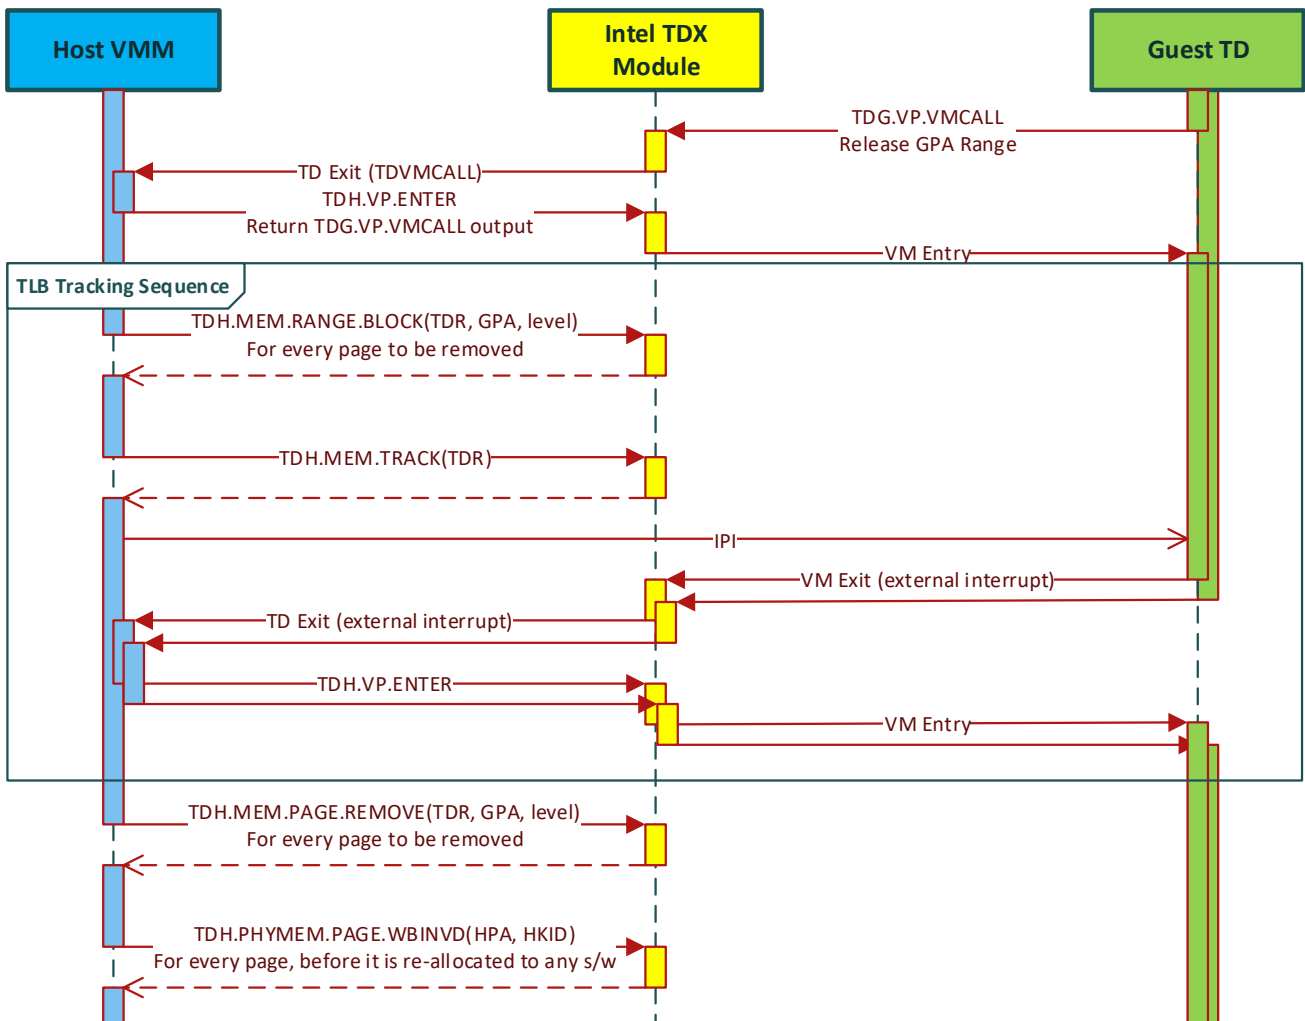 Host VMM
Intel TDX
Module
Guest TD
TDG.VP.VMCALL
Release GPA Range
TD Exit (TDVMCALL)
TDH.VP.ENTER
Return TDG.VP.VMCALL output
VM Entry
TLB Tracking Sequence
TDH.MEM.RANGE.BLOCK(TDR, GPA, level)
For every page to be removed
TDH.MEM.TRACK(TDR)
IPI
VM Exit (external interrupt)
TD Exit (external interrupt)
TDH.VP.ENTER
VM Entry
TDH.MEM.PAGE.REMOVE(TDR, GPA, level)
For every page to be removed
TDH.PHYMEM.PAGE.WBINVD(HPA, HKID)
For every page, before it is re-allocated to any s/w